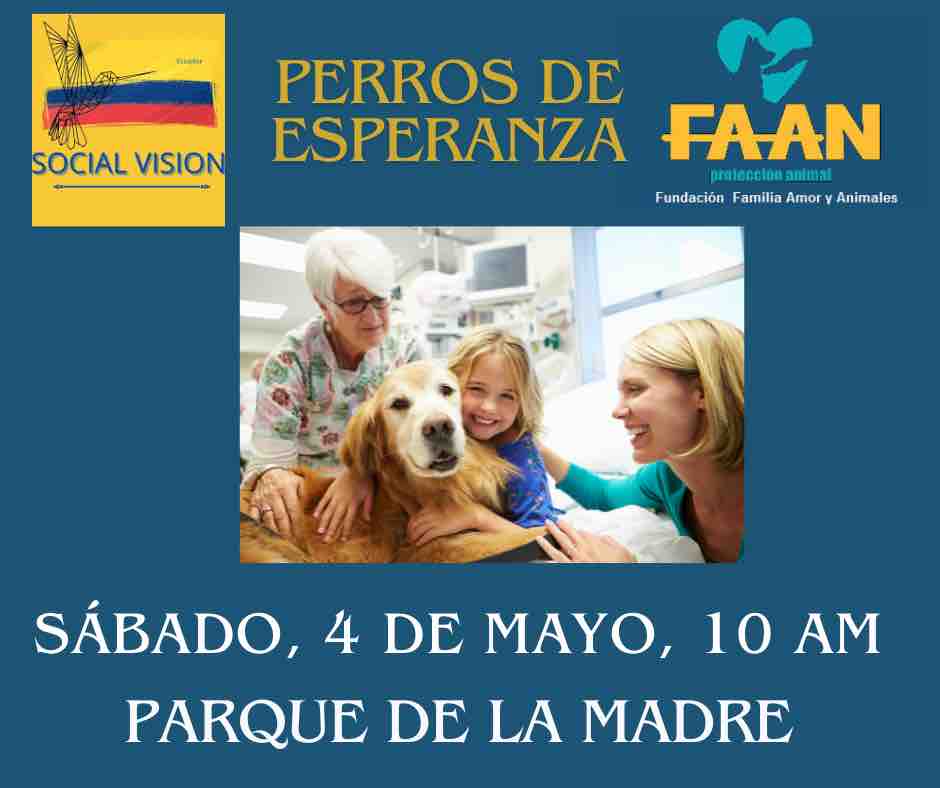 Ecuador
SOCIAL VISION
PERROS DE
ESPERANZA
FAAN
protección animal
Fundación Familia Amor y Animales
SÁBADO, 4 DE MAYO, 10 AM
PARQUE DE LA MADRE